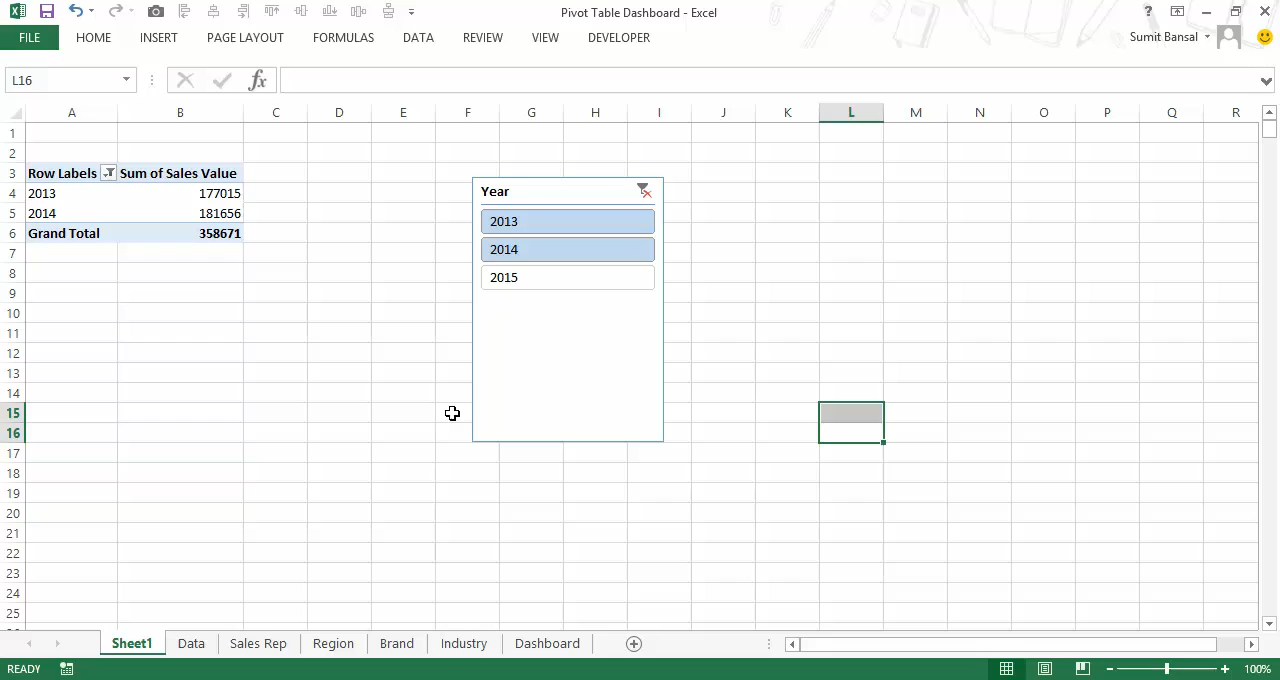 Pivot Table Dashboard - Excel
?
FILE HOME INSERT PAGE LAYOUT FORMULAS DATA REVIEW VIEW DEVELOPER Sumit Bansal
L16 fx
A B C D E F G H I J K L M N O P Q R
1
2
3 Row Labels Sum of Sales Value
4 2013 177015
5 2014 181656
6 Grand Total 358671
7
8
9
10
11
12
13
14
15
16
17
18
19
20
21
22
23
24
25
Year
2013
2014
2015
Sheet1 Data Sales Rep Region Brand Industry Dashboard
READY 100%